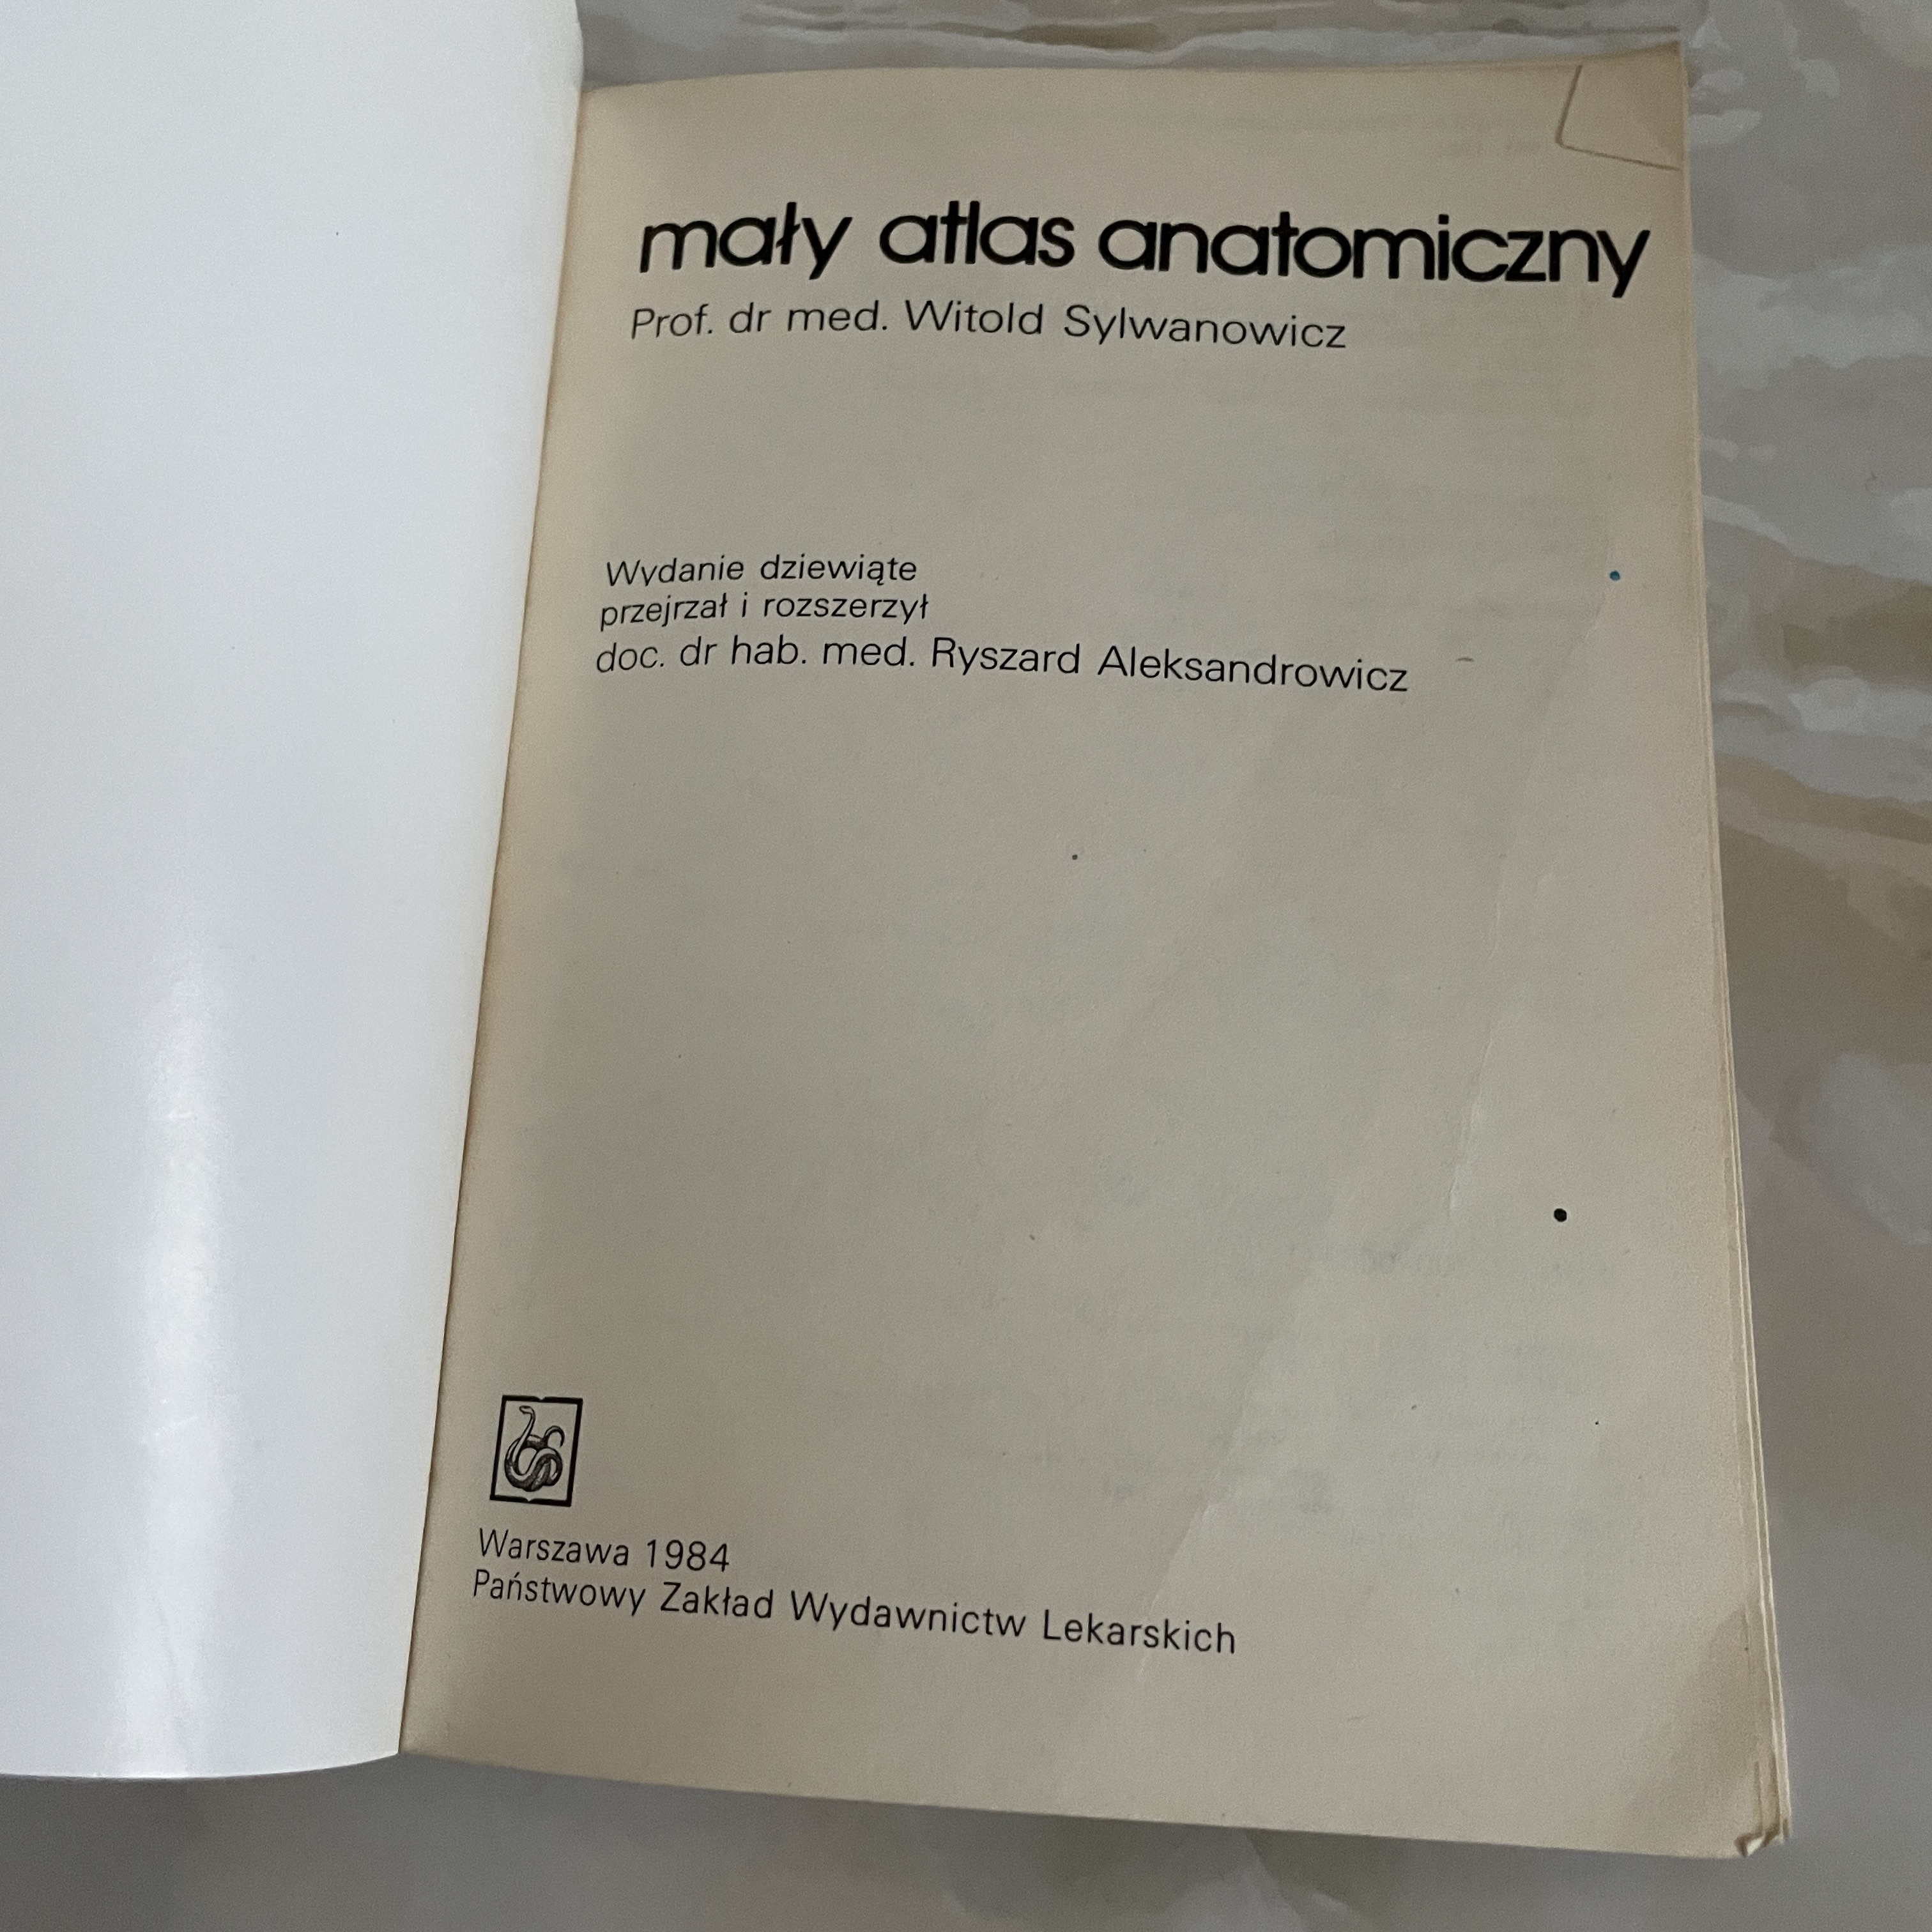 mały atlas anatomiczny
Prof. dr med. Witold Sylwanowicz
Wydanie dziewiąte
przejrzał i rozszerzył
doc. dr hab. med. Ryszard Aleksandrowicz
Warszawa 1984
Państwowy Zakład Wydawnictw Lekarskich